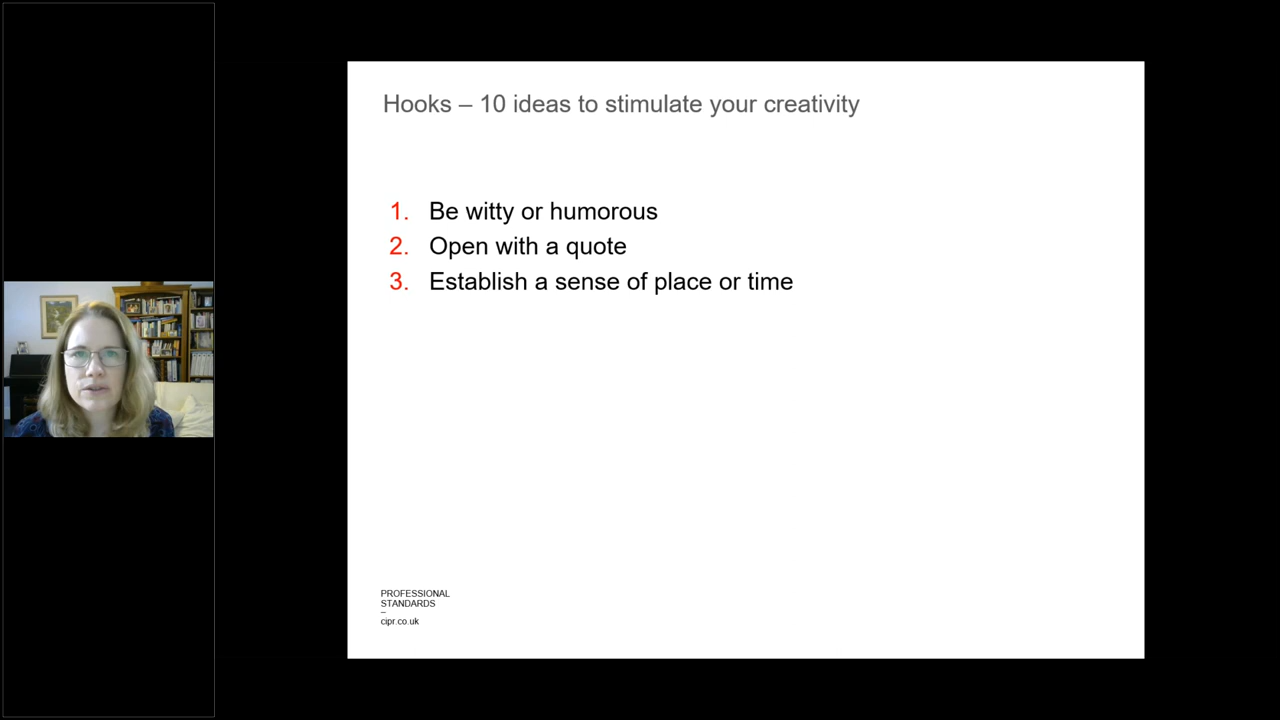 Hooks – 10 ideas to stimulate your creativity
1. Be witty or humorous
2. Open with a quote
3. Establish a sense of place or time
PROFESSIONAL
STANDARDS
–
cipr.co.uk